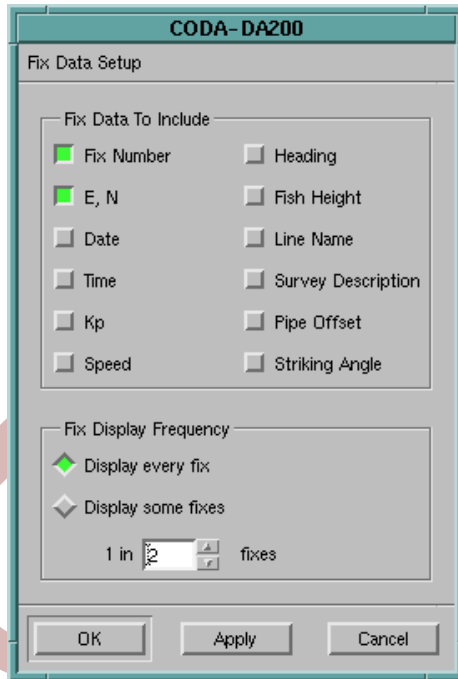 CODA-DA200
Fix Data Setup
Fix Data To Include
Fix Number
Heading
E, N
Fish Height
Date
Line Name
Time
Survey Description
Kp
Pipe Offset
Speed
Striking Angle
Fix Display Frequency
Display every fix
Display some fixes
1 in 2 fixes
OK Apply Cancel